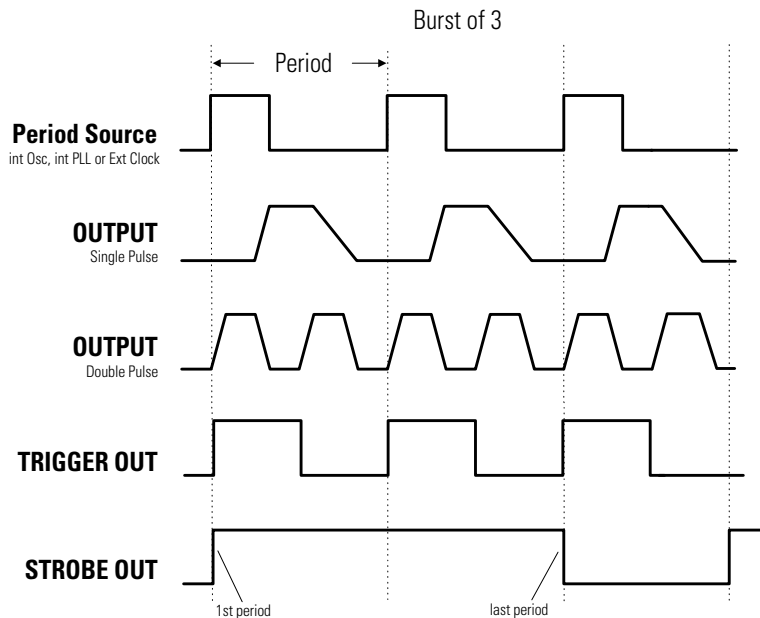 Burst of 3
Period
Period Source
int Osc, int PLL or Ext Clock
OUTPUT
Single Pulse
OUTPUT
Double Pulse
TRIGGER OUT
STROBE OUT
1st period
last period